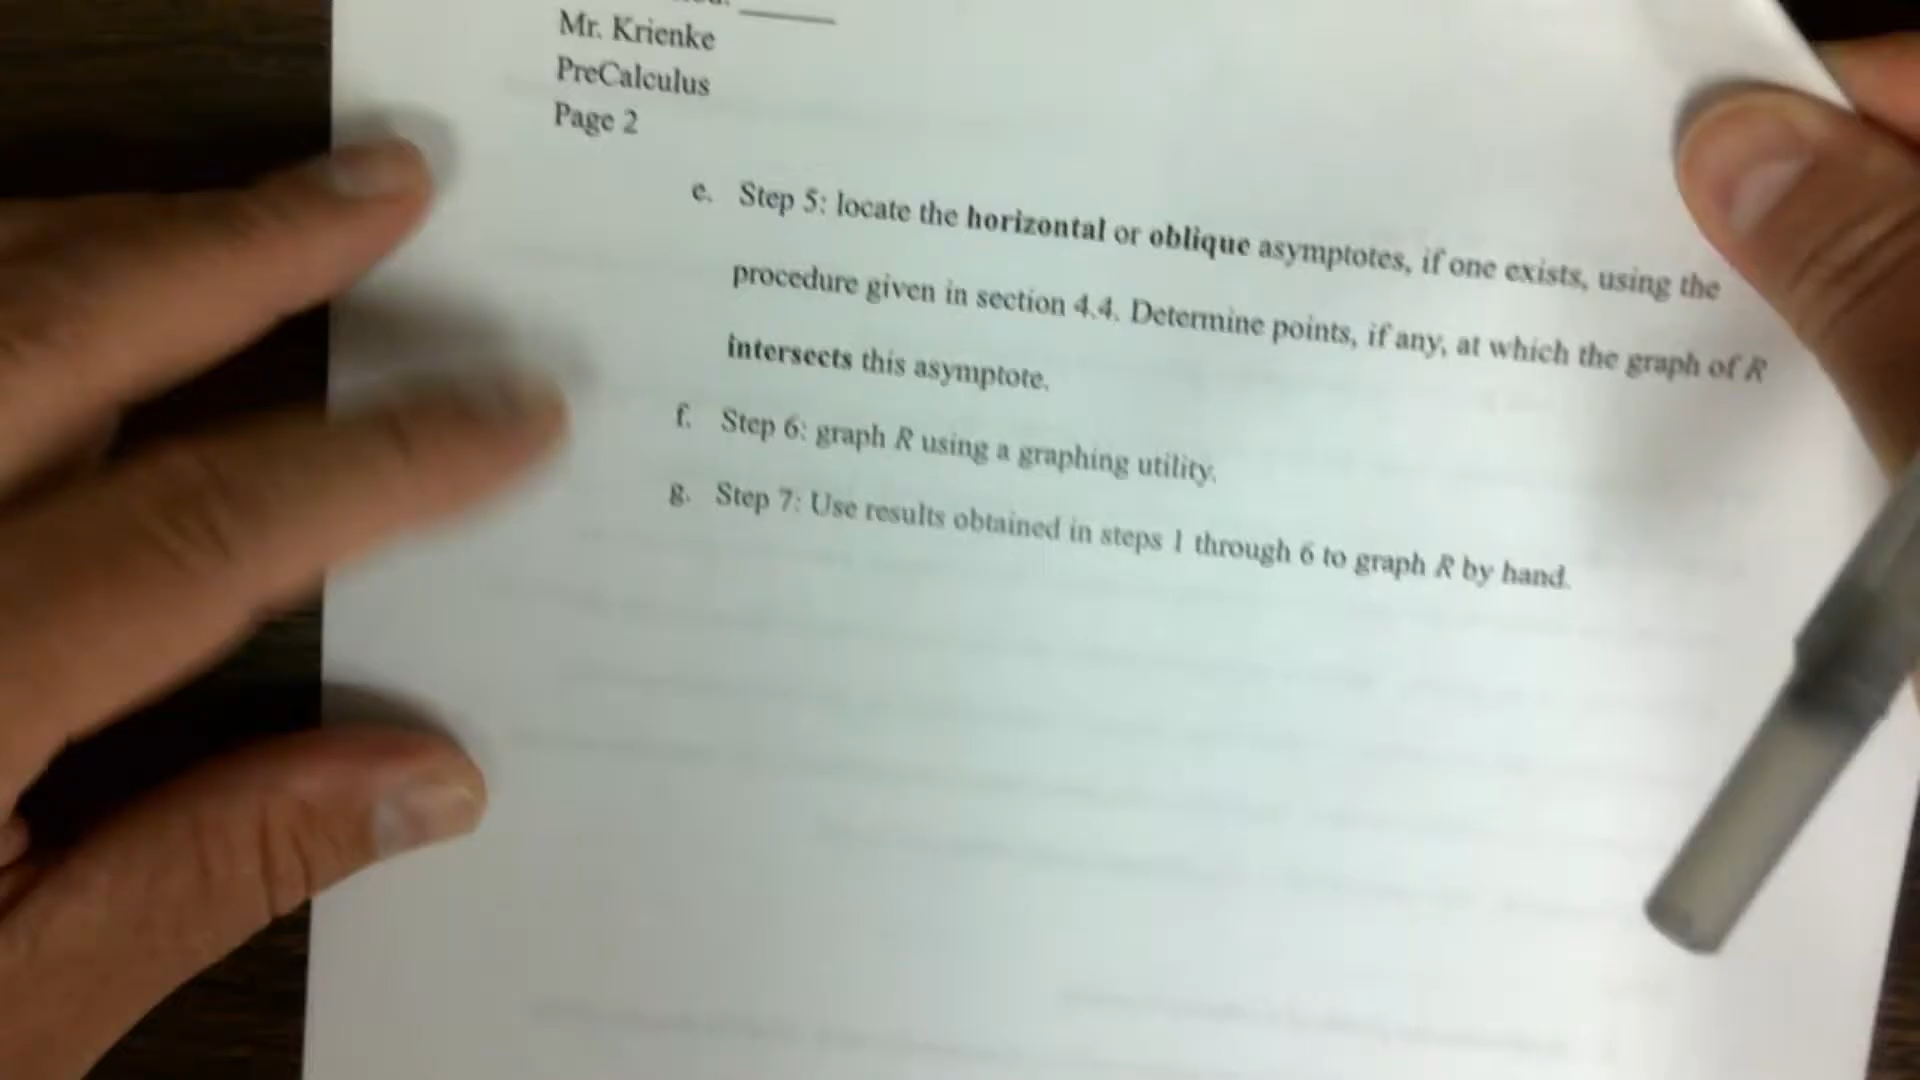 Mr. Krienke
PreCalculus
Page 2
e. Step 5: locate the horizontal or oblique asymptotes, if one exists, using the
procedure given in section 4.4. Determine points, if any, at which the graph of R
intersects this asymptote.
f. Step 6: graph R using a graphing utility.
g. Step 7: Use results obtained in steps 1 through 6 to graph R by hand.